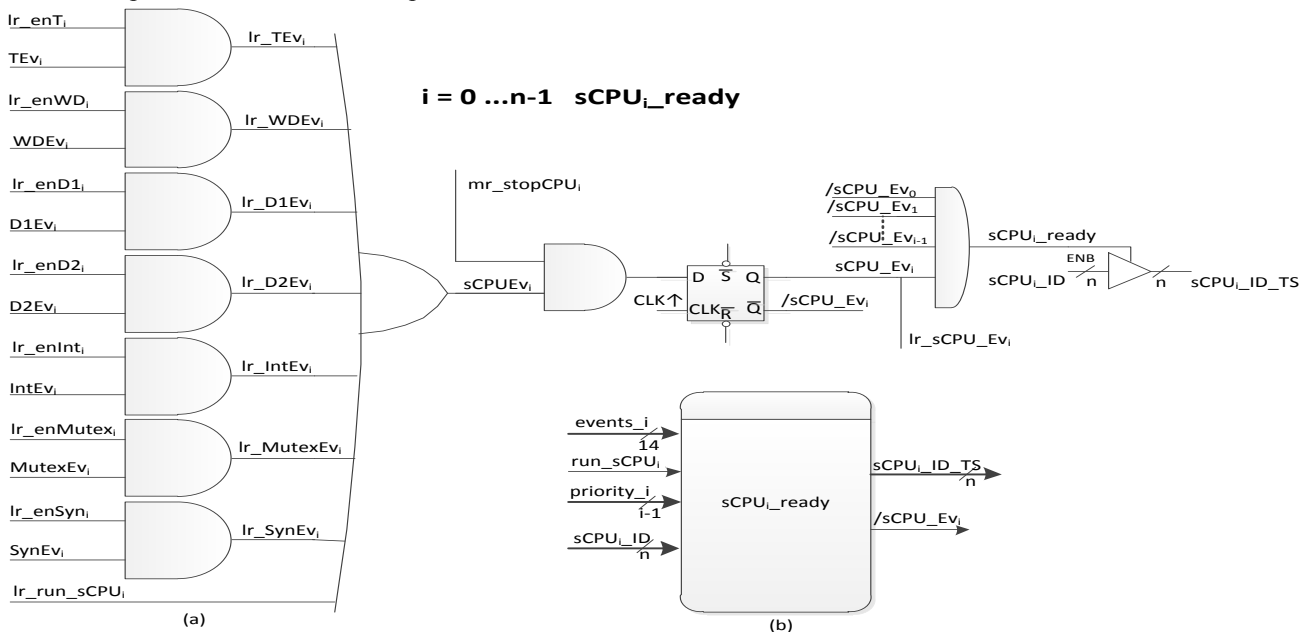 lr_enTᵢ
TEvᵢ
lr_TEvᵢ
lr_enWDᵢ
WDEvᵢ
lr_WDEvᵢ
lr_enD1ᵢ
D1Evᵢ
lr_D1Evᵢ
lr_enD2ᵢ
D2Evᵢ
lr_D2Evᵢ
lr_enIntᵢ
IntEvᵢ
lr_IntEvᵢ
lr_enMutexᵢ
MutexEvᵢ
lr_MutexEvᵢ
lr_enSynᵢ
SynEvᵢ
lr_SynEvᵢ
lr_run_sCPUᵢ
(a)
i = 0 ...n-1 sCPUᵢ_ready
mr_stopCPUᵢ
sCPUEvᵢ
D S̅ Q
CLK↑
CLK R̅ Q̅
sCPU_Evᵢ
/sCPU_Evᵢ
/sCPU_Ev₀
/sCPU_Ev₁
/sCPU_Evᵢ₋₁
lr_sCPU_Evᵢ
sCPUᵢ_ready
ENB
sCPUᵢ_ID
n
n
sCPUᵢ_ID_TS
events_i
14
run_sCPUᵢ
priority_i
i-1
sCPUᵢ_ID
n
sCPUᵢ_ready
sCPUᵢ_ID_TS
n
/sCPU_Evᵢ
(b)